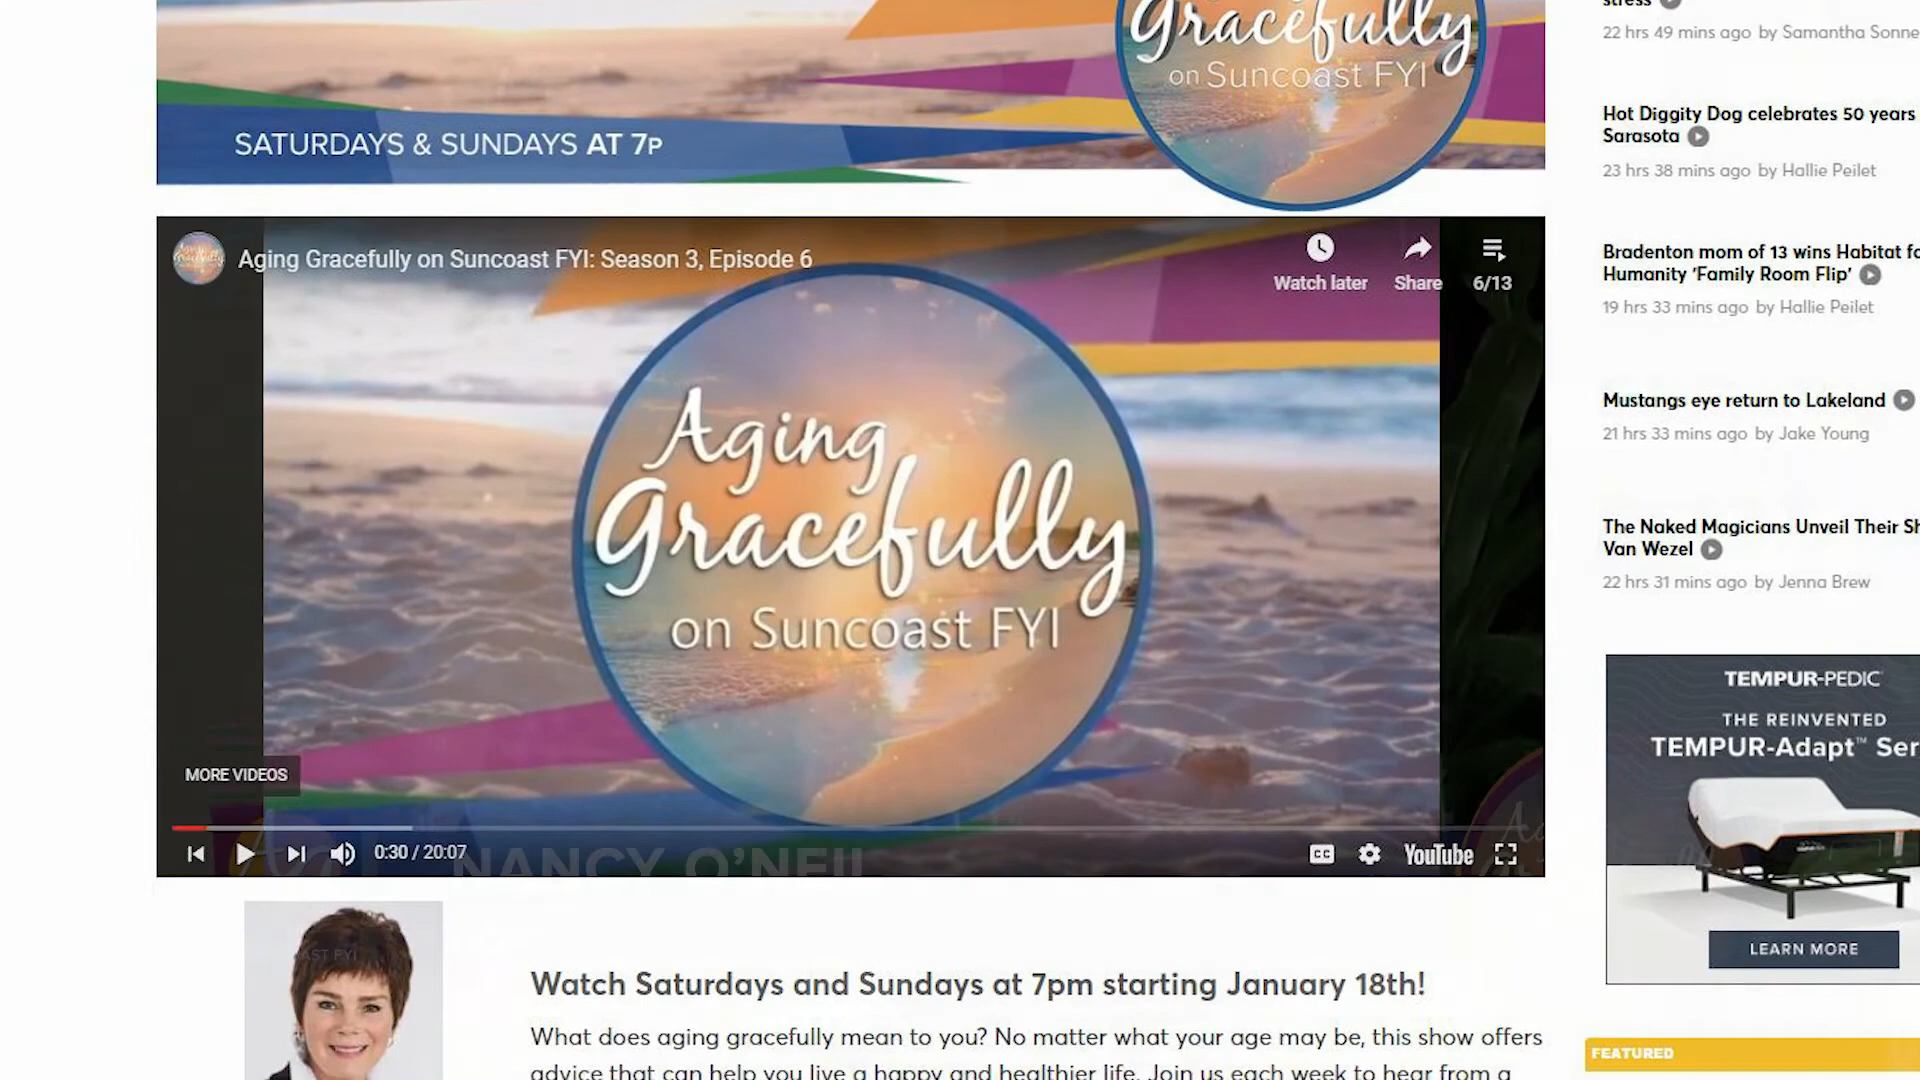 Gracefully
on Suncoast FYI
SATURDAYS & SUNDAYS AT 7P
Aging Gracefully on Suncoast FYI: Season 3, Episode 6
Watch later
Share
6/13
Aging
Gracefully
on Suncoast FYI
MORE VIDEOS
0:30 / 20:07
NANCY O'NEIL
CC
YouTube
Watch Saturdays and Sundays at 7pm starting January 18th!
What does aging gracefully mean to you? No matter what your age may be, this show offers
advice that can help you live a happy and healthier life. Join us each week to hear from a
stress
22 hrs 49 mins ago by Samantha Sonne
Hot Diggity Dog celebrates 50 years
Sarasota
23 hrs 38 mins ago by Hallie Peilet
Bradenton mom of 13 wins Habitat fo
Humanity 'Family Room Flip'
19 hrs 33 mins ago by Hallie Peilet
Mustangs eye return to Lakeland
21 hrs 33 mins ago by Jake Young
The Naked Magicians Unveil Their Sh
Van Wezel
22 hrs 31 mins ago by Jenna Brew
TEMPUR-PEDIC
THE REINVENTED
TEMPUR-Adapt™ Ser
LEARN MORE
FEATURED